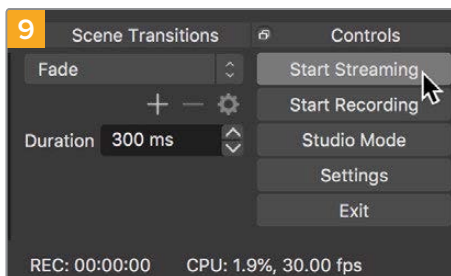 9
Scene Transitions
Controls
Fade
Start Streaming
Start Recording
Duration 300 ms
Studio Mode
Settings
Exit
REC: 00:00:00 CPU: 1.9%, 30.00 fps